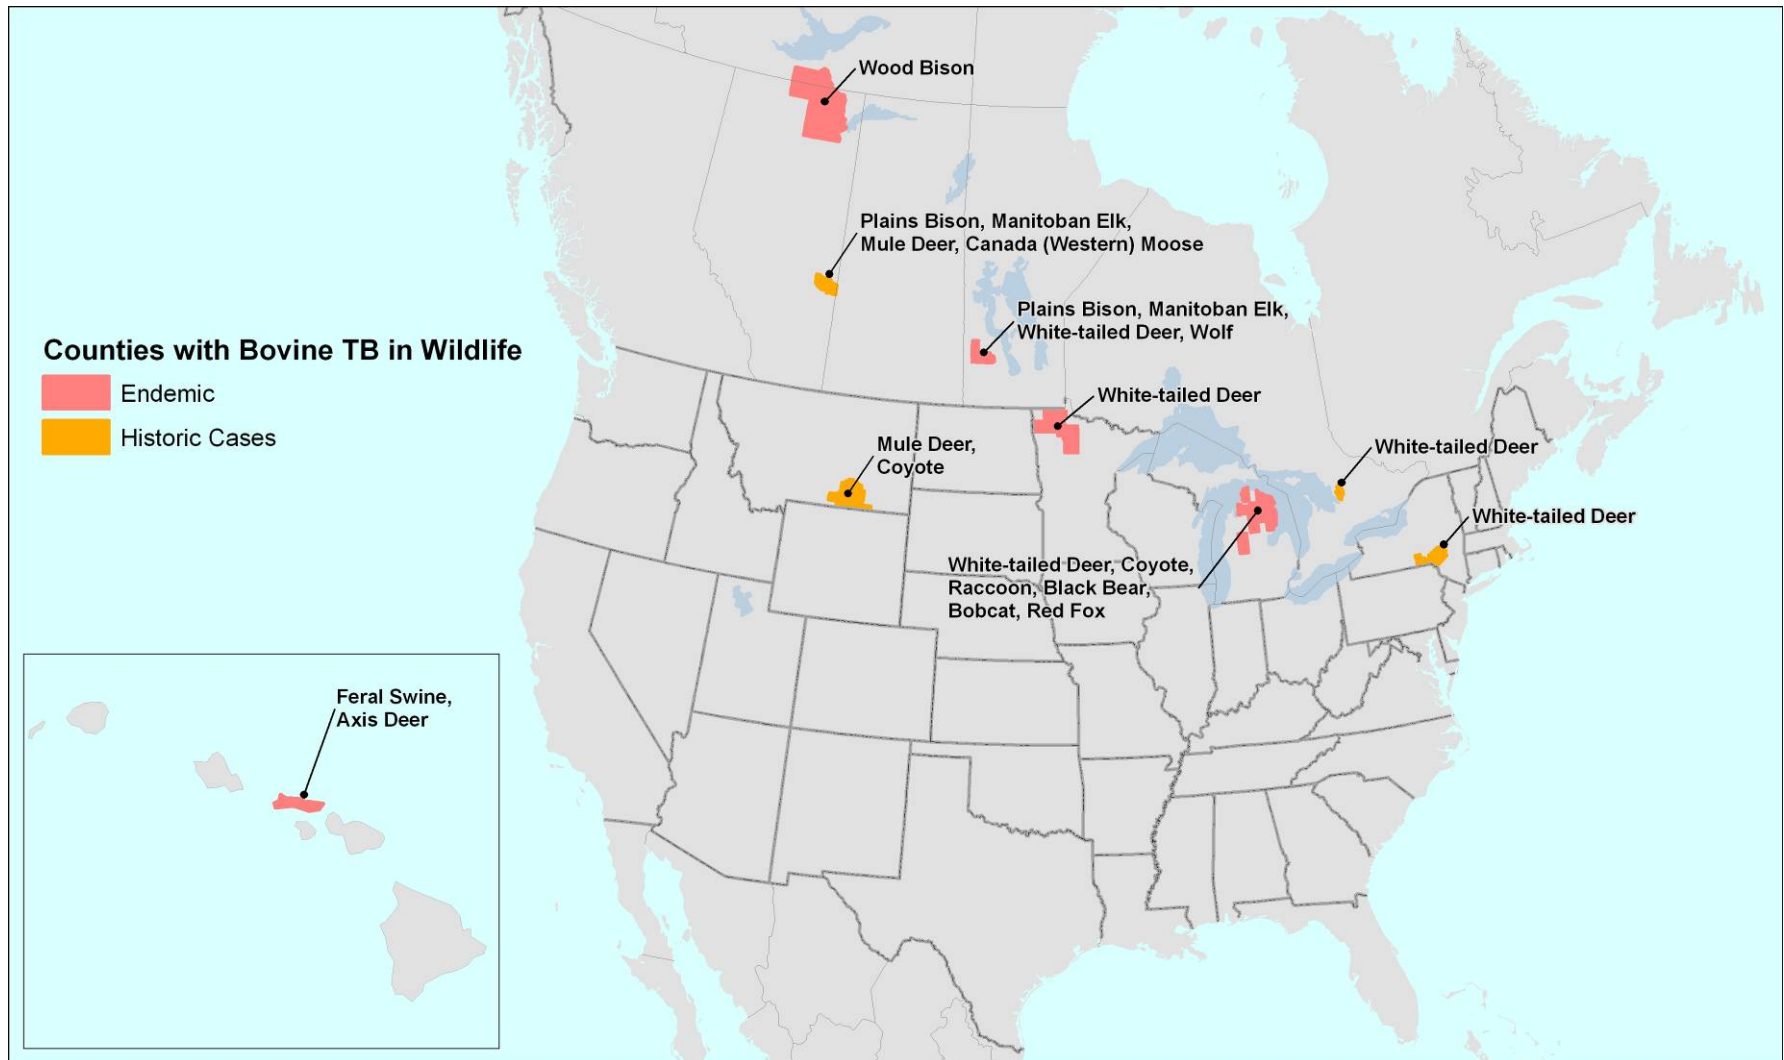 Wood Bison
Plains Bison, Manitoban Elk,
Mule Deer, Canada (Western) Moose
Plains Bison, Manitoban Elk,
White-tailed Deer, Wolf
Counties with Bovine TB in Wildlife
Endemic
Historic Cases
White-tailed Deer
Mule Deer,
Coyote
White-tailed Deer
White-tailed Deer
White-tailed Deer, Coyote,
Raccoon, Black Bear,
Bobcat, Red Fox
Feral Swine,
Axis Deer